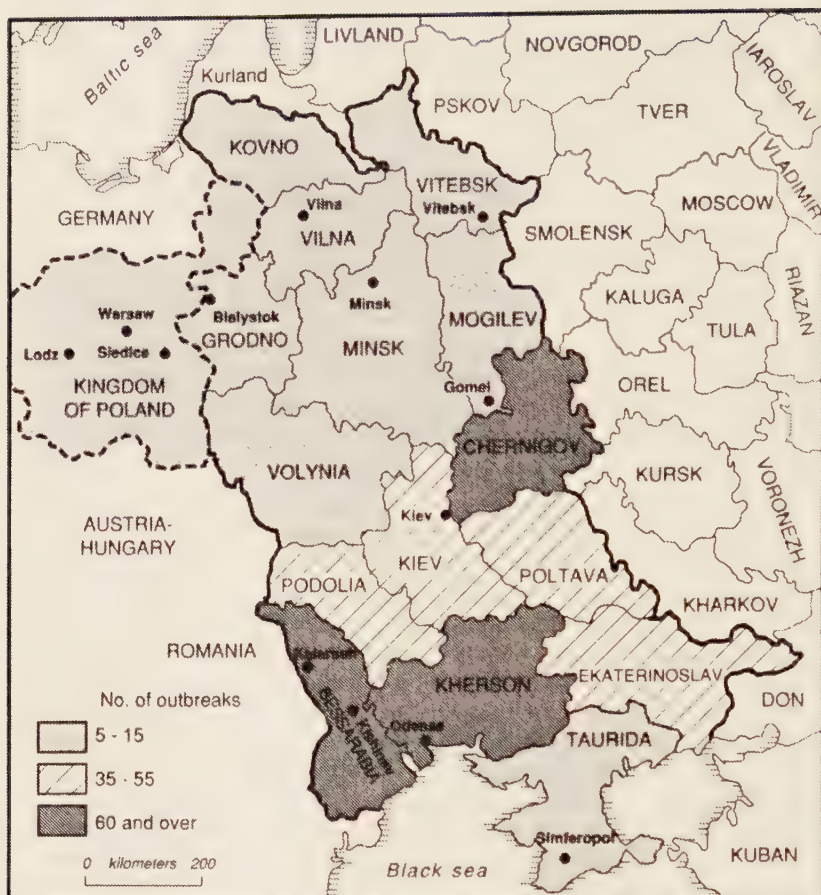 Baltic sea
LIVLAND
NOVGOROD
IAROSLAV
Kurland
PSKOV
TVER
KOVNO
VLADIMIR
VITEBSK
MOSCOW
GERMANY
Vilna
Vitebsk
VILNA
SMOLENSK
RIAZAN
Minsk
KALUGA
Warsaw
Bialystok
MOGILEV
TULA
GRODNO
MINSK
Lodz
Siedlce
KINGDOM
OF POLAND
Gomel
OREL
CHERNIGOV
VOLYNIA
KURSK
VORONEZH
AUSTRIA-
HUNGARY
Kiev
KIEV
POLTAVA
PODOLIA
KHARKOV
ROMANIA
KHERSON
EKATERINOSLAV
DON
BESSARABIA
Kishinev
Odessa
TAURIDA
No. of outbreaks
5 - 15
35 - 55
60 and over
0 kilometers 200
Black sea
Simferopol
KUBAN